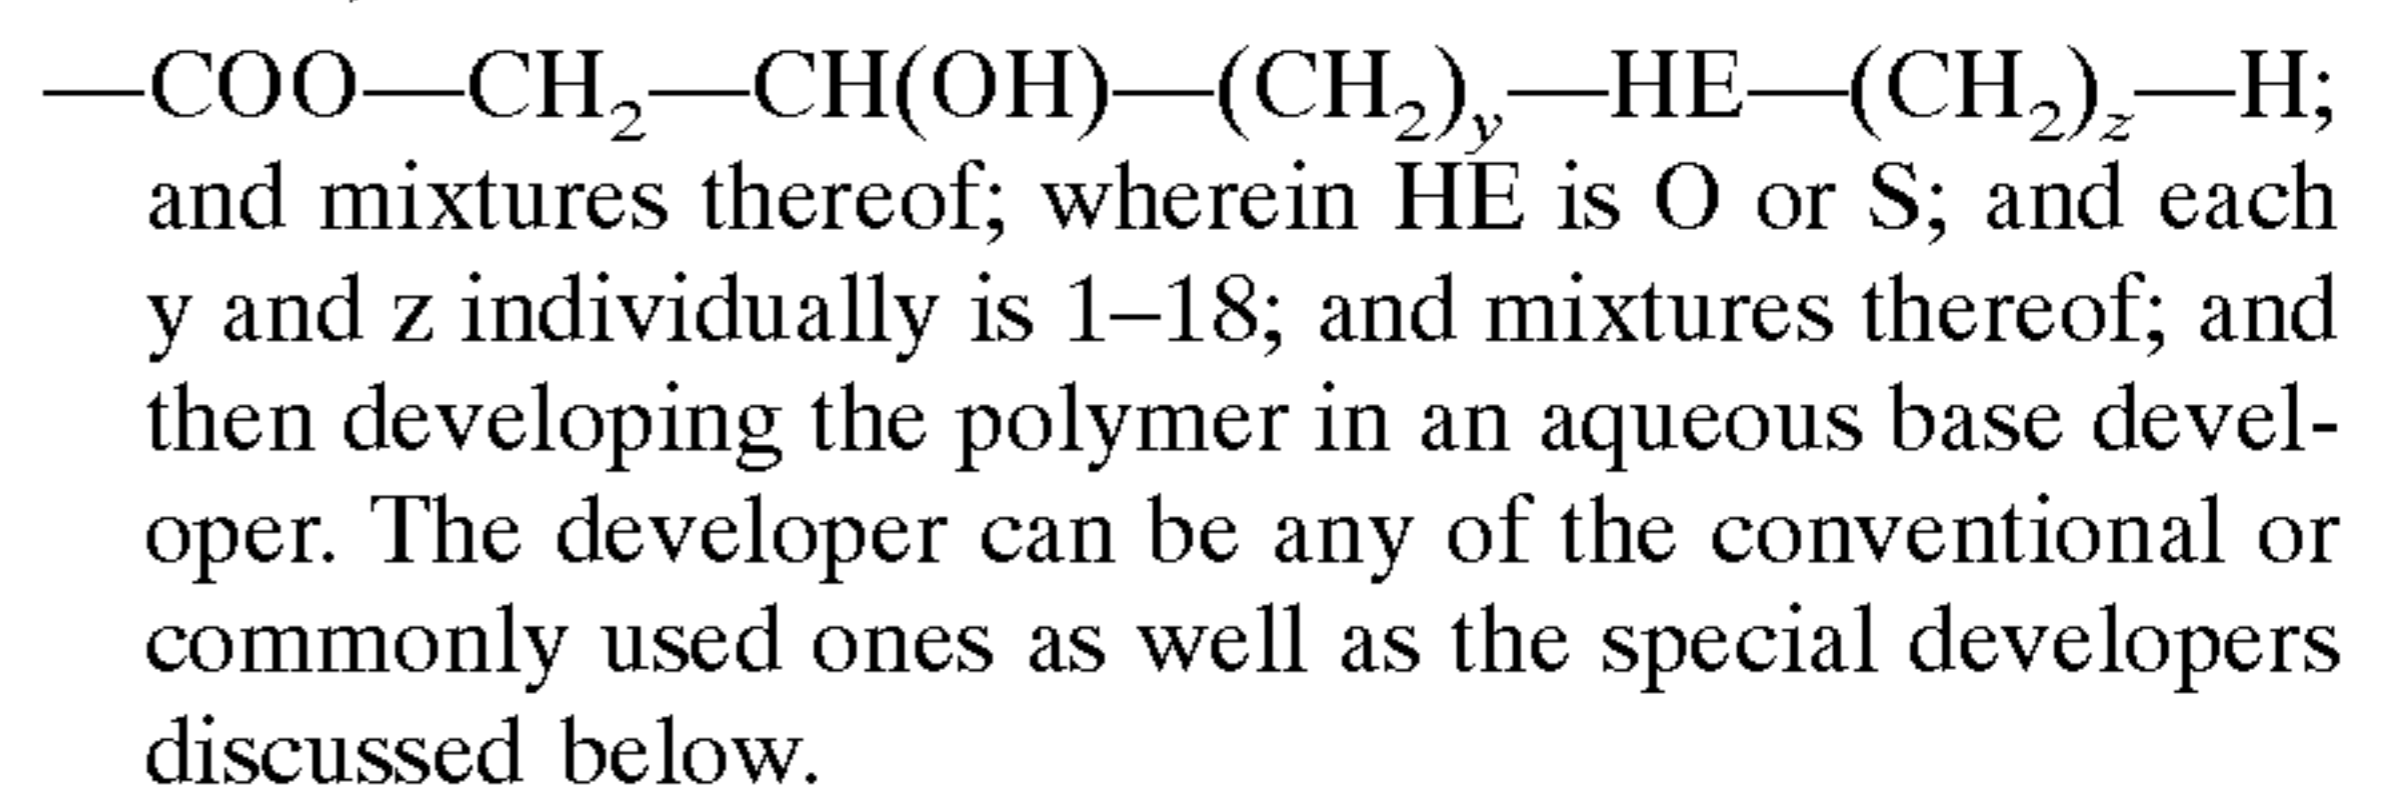 —COO—CH₂—CH(OH)—(CH₂)y—HE—(CH₂)z—H;
and mixtures thereof; wherein HE is O or S; and each
y and z individually is 1–18; and mixtures thereof; and
then developing the polymer in an aqueous base devel-
oper. The developer can be any of the conventional or
commonly used ones as well as the special developers
discussed below.